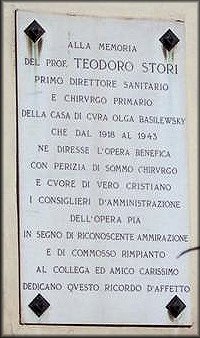 ALLA MEMORIA
DEL PROF. TEODORO STORI
PRIMO DIRETTORE SANITARIO
E CHIRVRGO PRIMARIO
DELLA CASA DI CVRA OLGA BASILEWSKY
CHE DAL 1918 AL 1943
NE DIRESSE L'OPERA BENEFICA
CON PERIZIA DI SOMMO CHIRVRGO
E CVORE DI VERO CRISTIANO
I CONSIGLIERI D'AMMINISTRAZIONE
DELL'OPERA PIA
IN SEGNO DI RICONOSCENTE AMMIRAZIONE
E DI COMMOSSO RIMPIANTO
AL COLLEGA ED AMICO CARISSIMO
DEDICANO QVESTO RICORDO D'AFFETTO